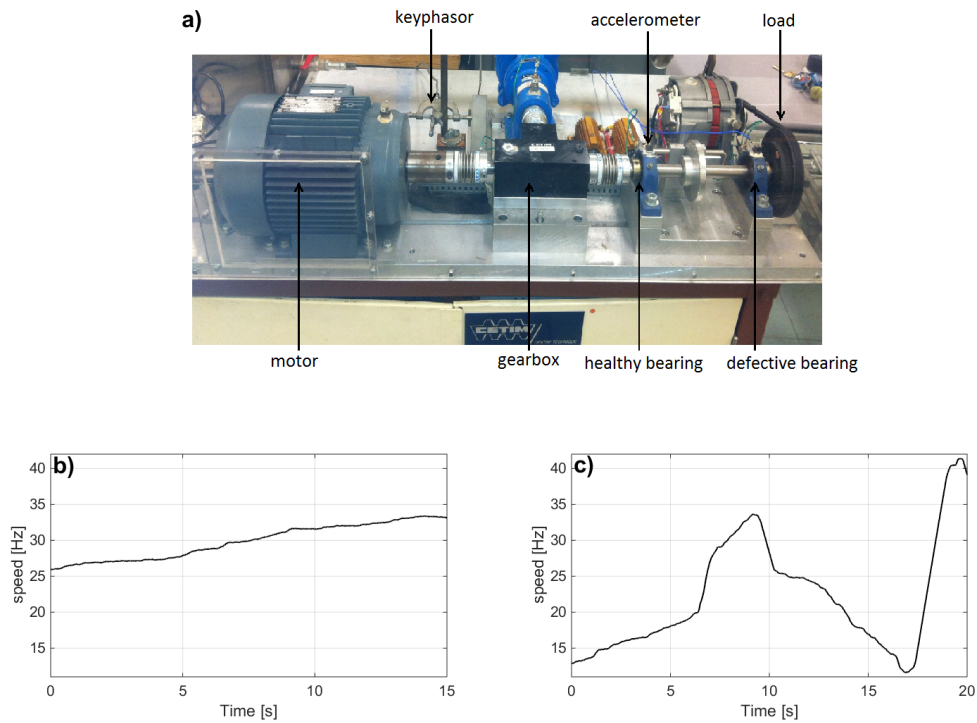 a)
keyphasor
accelerometer
load
CETIM
motor
gearbox
healthy bearing
defective bearing
b)
40
35
30
25
20
15
speed [Hz]
0
5
10
15
Time [s]
c)
40
35
30
25
20
15
speed [Hz]
0
5
10
15
20
Time [s]